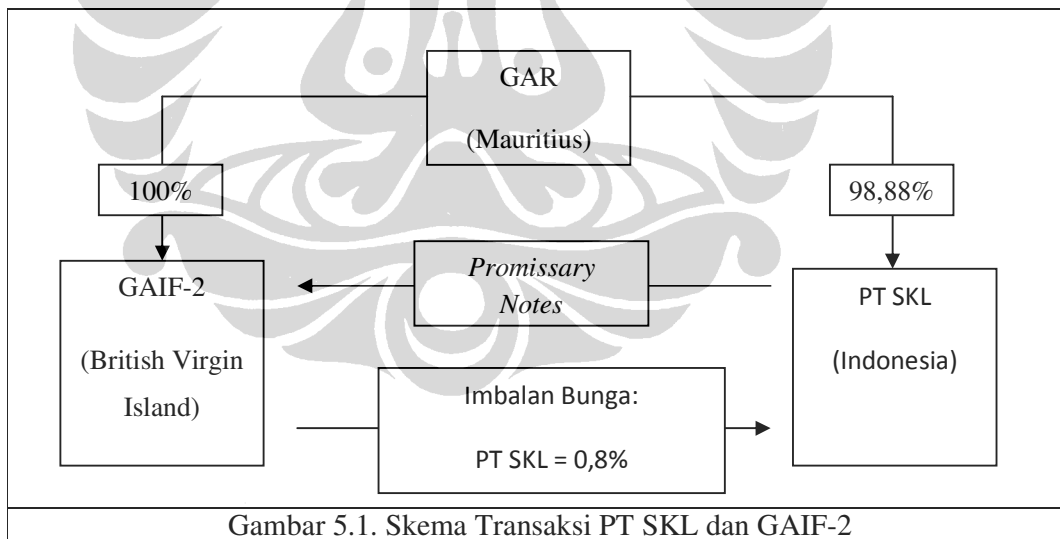 GAR
(Mauritius)
100%
98,88%
GAIF-2
(British Virgin
Island)
Promissary
Notes
PT SKL
(Indonesia)
Imbalan Bunga:
PT SKL = 0,8%
Gambar 5.1. Skema Transaksi PT SKL dan GAIF-2